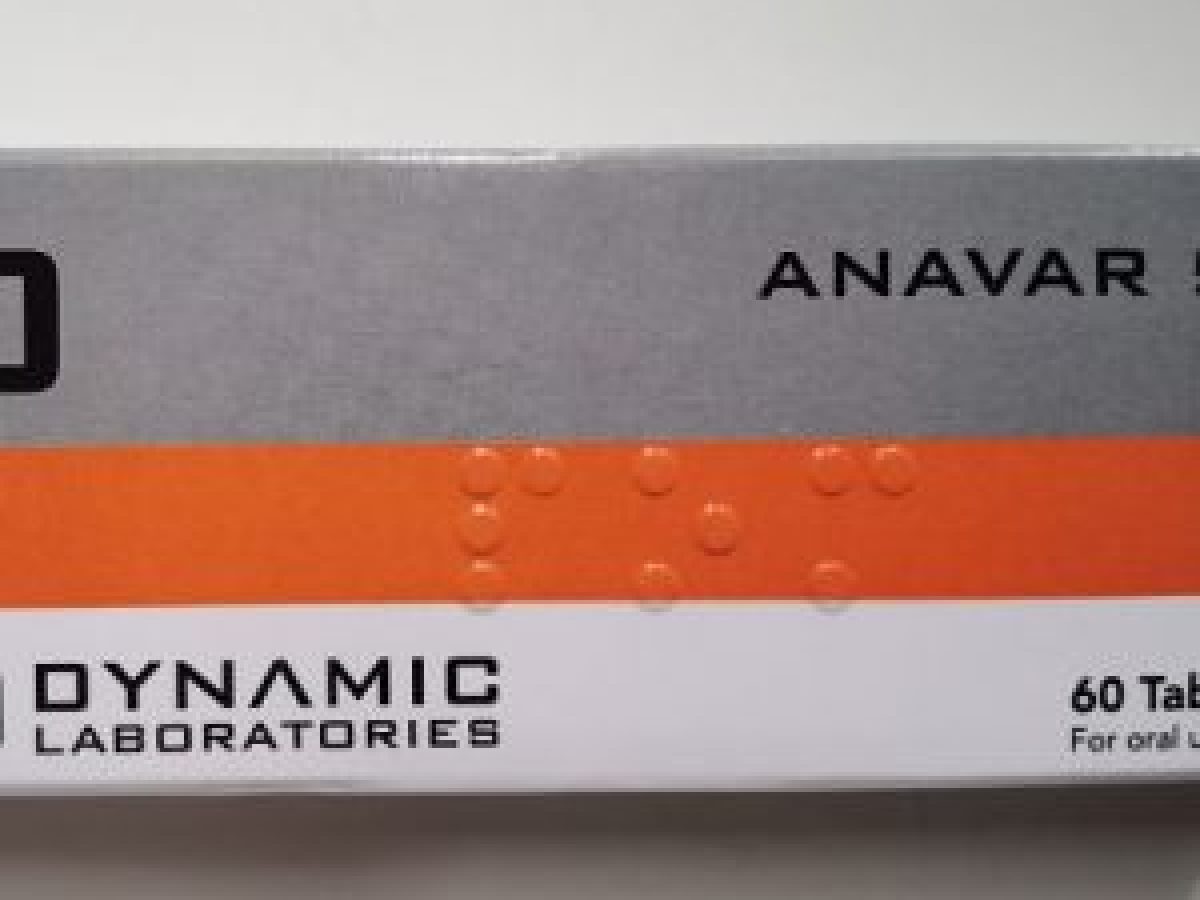 ANAVAR
⠏⠕⠍
DYNAMIC
LABORATORIES
60
For oral